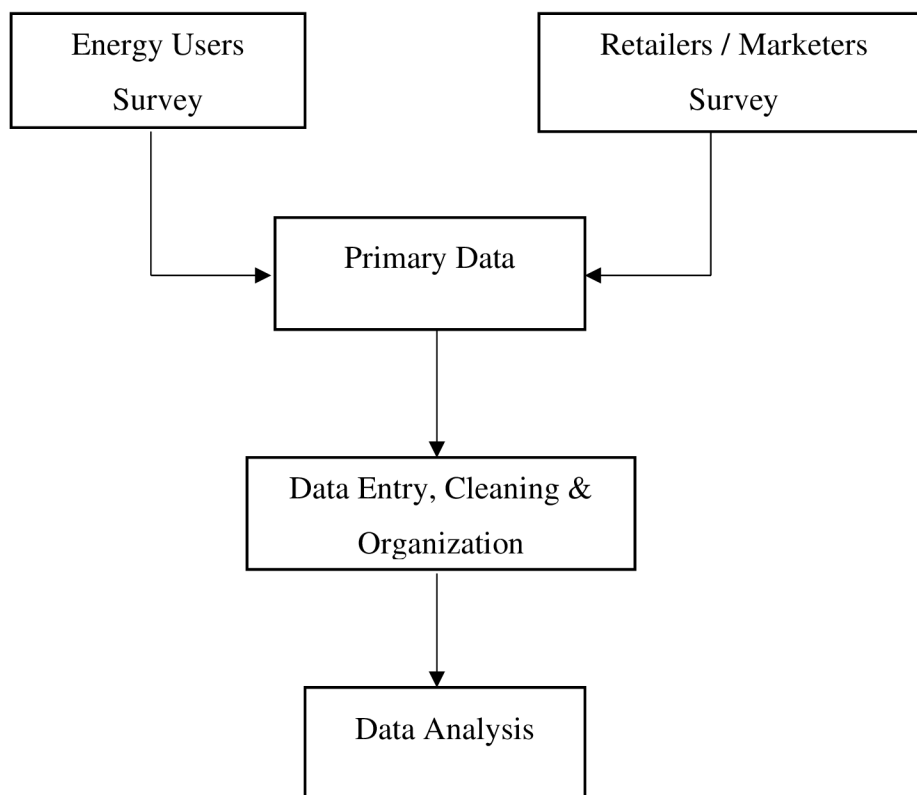 Energy Users
Survey
Retailers / Marketers
Survey
Primary Data
Data Entry, Cleaning &
Organization
Data Analysis